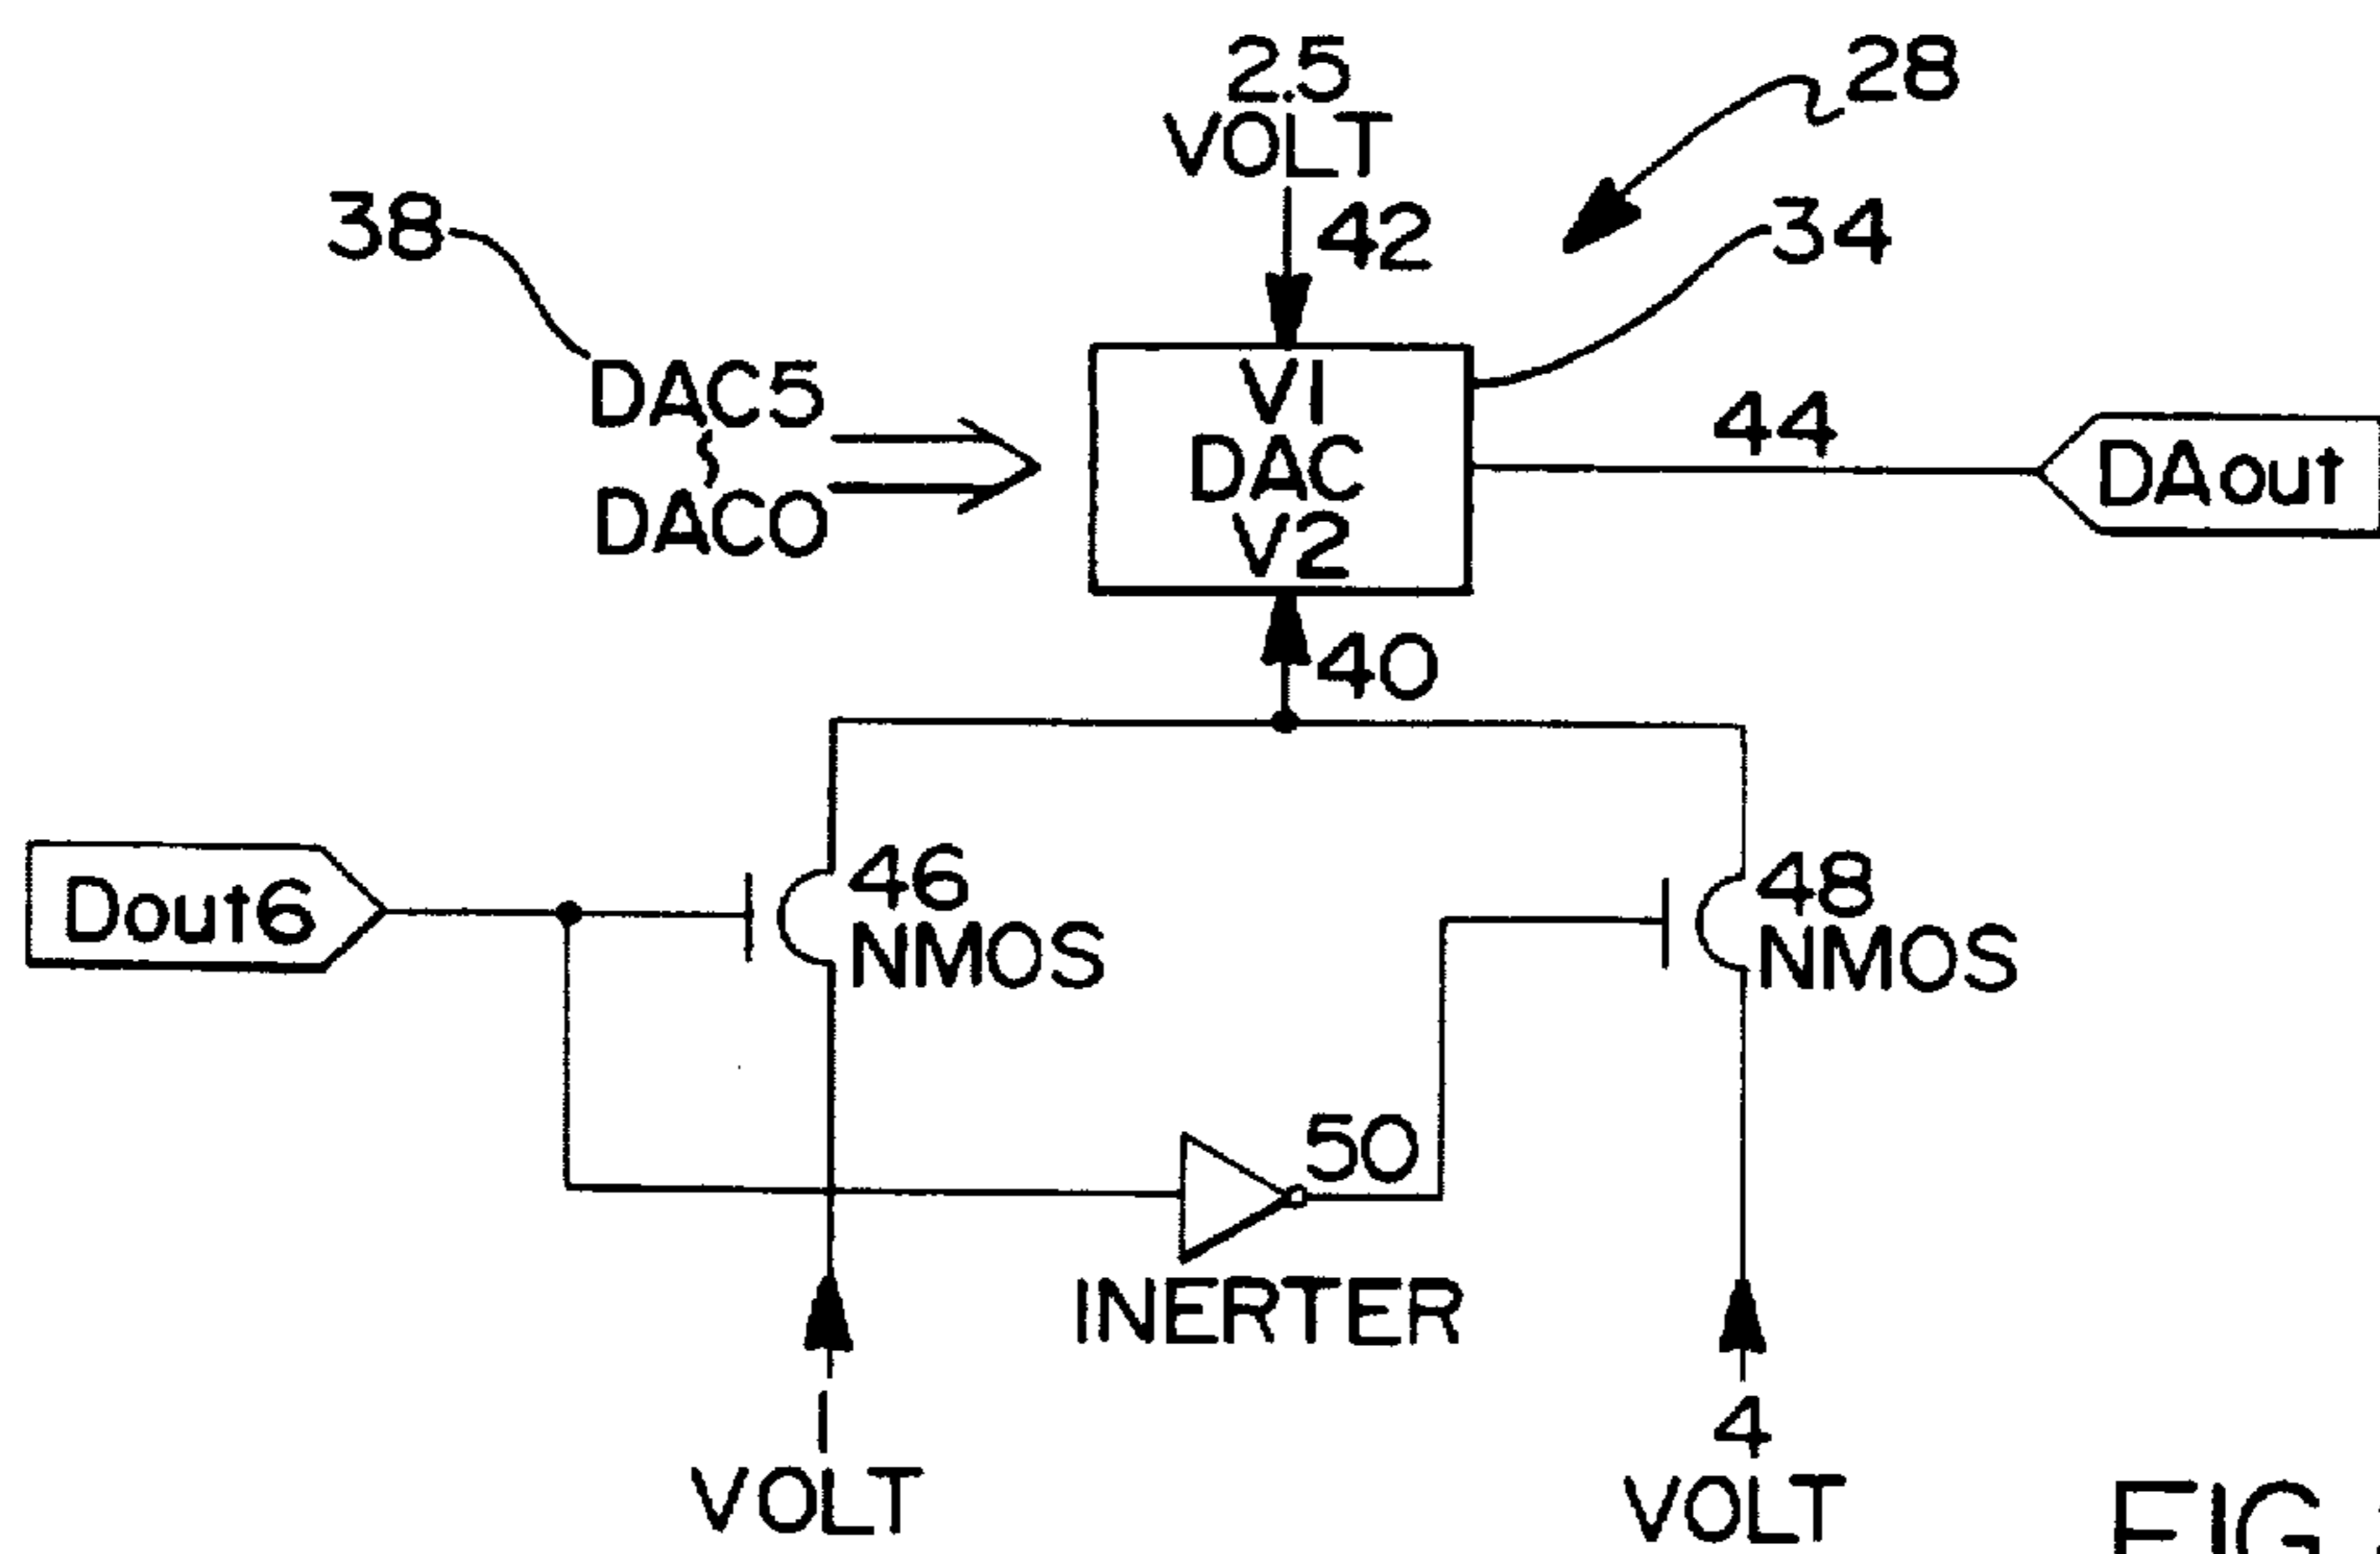 2.5
VOLT
28
38
42
34
DAC5
DAC0
V1
DAC
V2
44
DAout
40
Dout6
46
NMOS
48
NMOS
50
INERTER
1
VOLT
4
VOLT
FIG